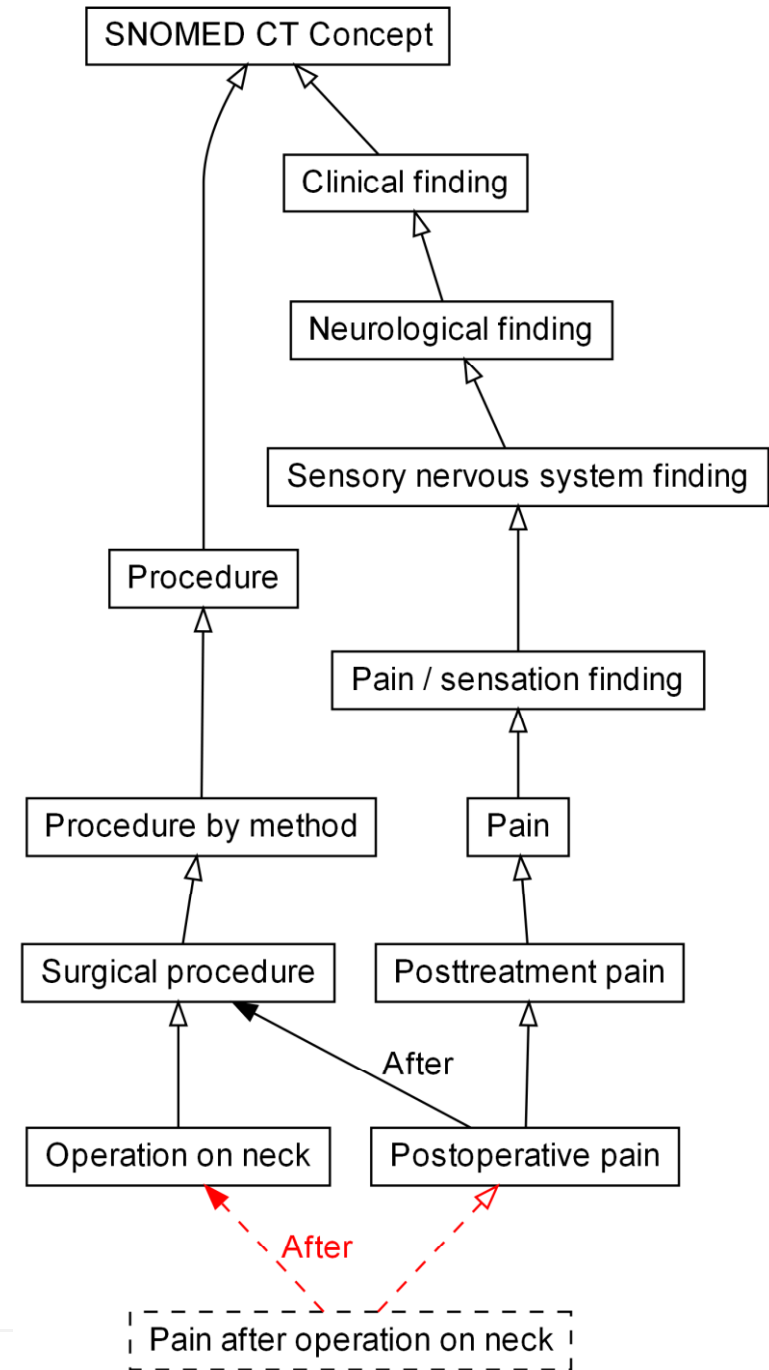 SNOMED CT Concept
Clinical finding
Neurological finding
Sensory nervous system finding
Procedure
Pain / sensation finding
Procedure by method
Pain
Surgical procedure
Posttreatment pain
After
Operation on neck
Postoperative pain
After
Pain after operation on neck